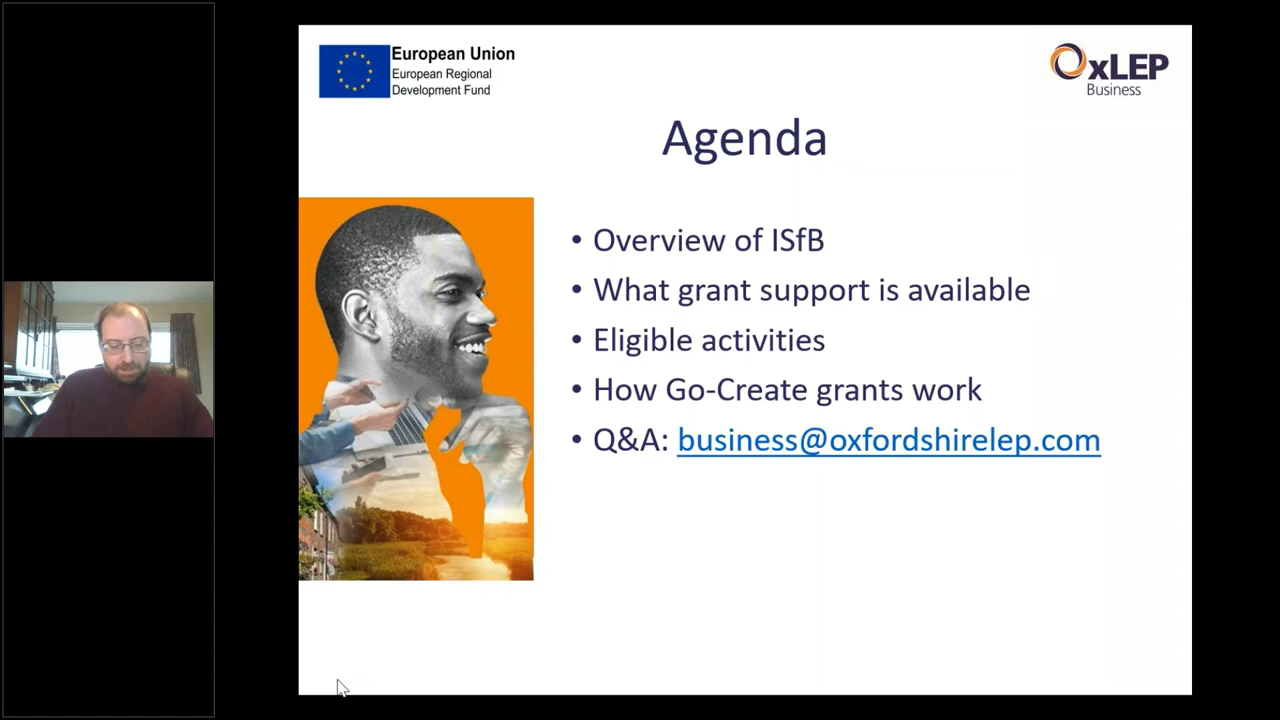 European Union
European Regional
Development Fund
OxLEP
Business
Agenda
• Overview of ISfB
• What grant support is available
• Eligible activities
• How Go-Create grants work
• Q&A: business@oxfordshirelep.com